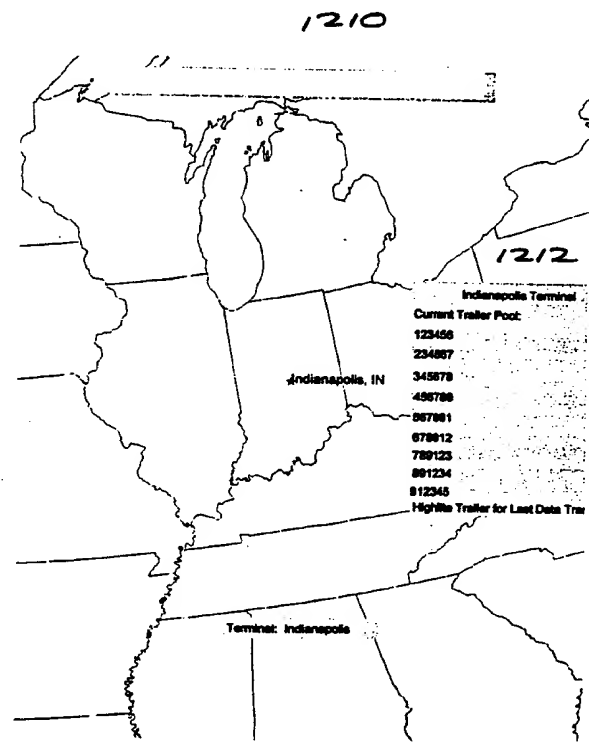 1210
1212
Indianapolis Terminal
Current Trailer Pool:
123456
234567
345678
456789
567891
678912
789123
891234
912345
Highlite Trailer for Last Data Tra
Indianapolis, IN
Terminal: Indianapolis